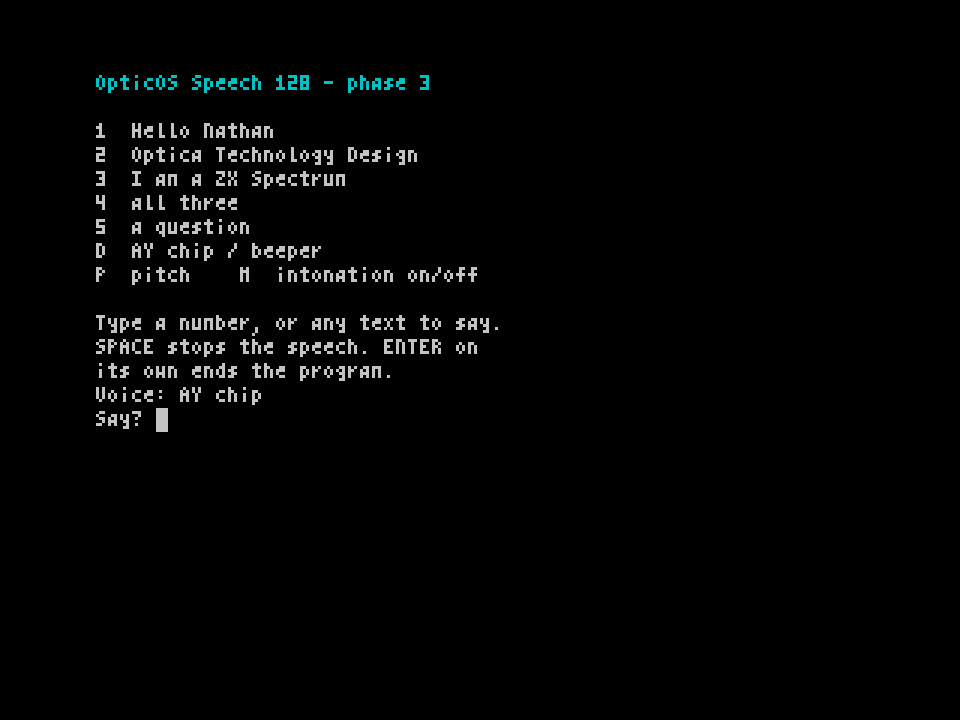 OpticOS Speech 128 - phase 3
1 Hello Nathan
2 Optica Technology Design
3 I am a ZX Spectrum
4 all three
5 a question
D AY chip / beeper
P pitch M intonation on/off
Type a number, or any text to say.
SPACE stops the speech. ENTER on
its own ends the program.
Voice: AY chip
Say?